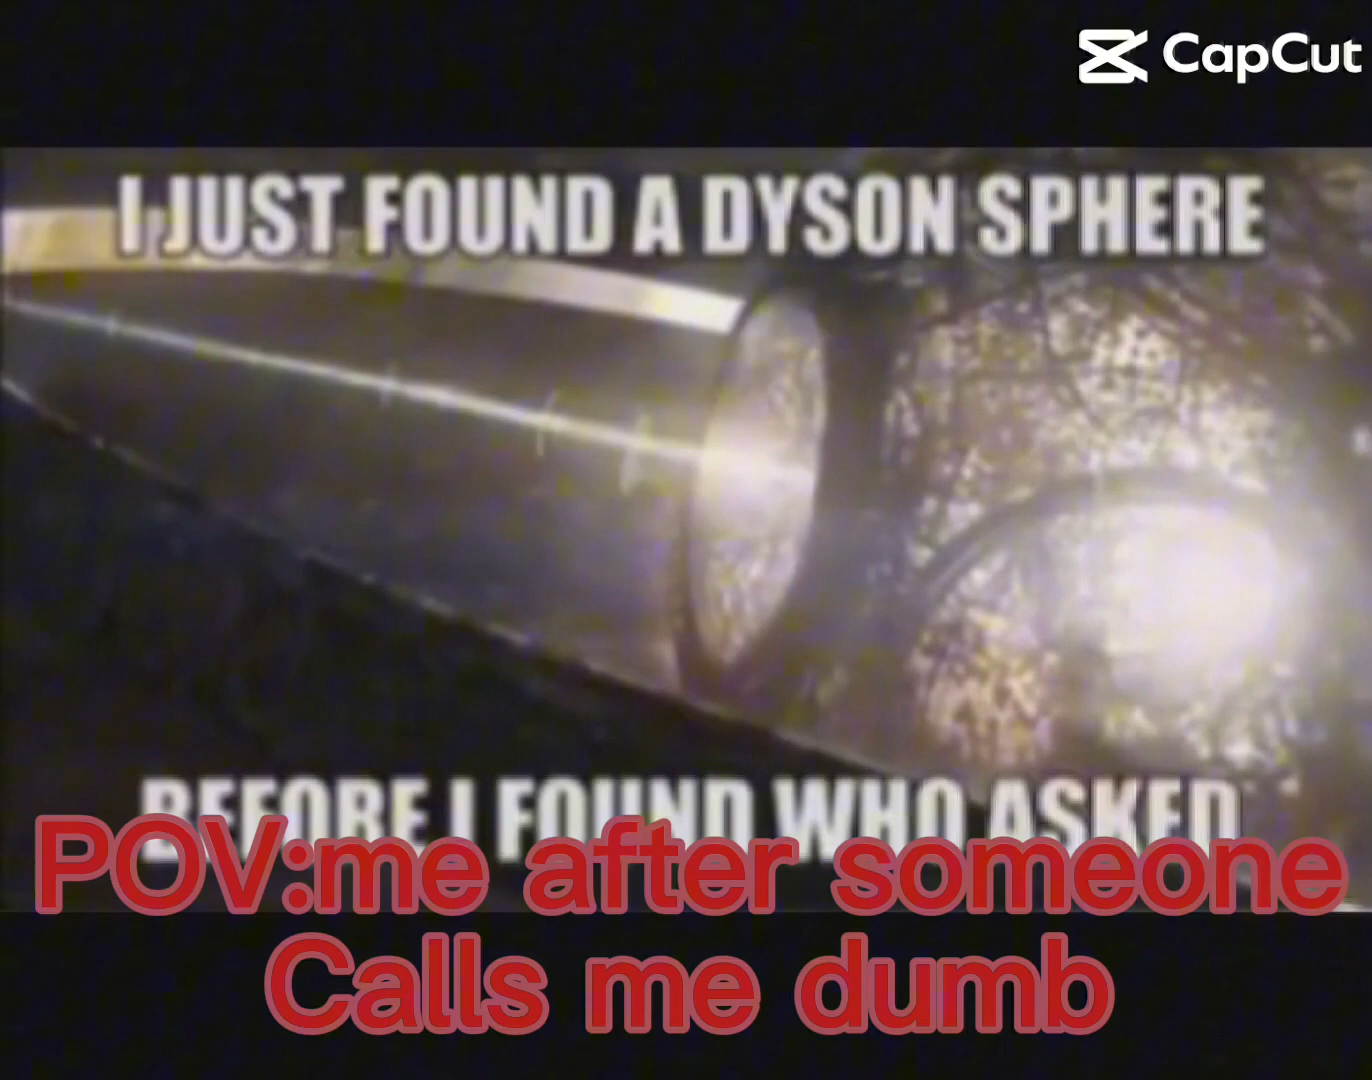 CapCut
I JUST FOUND A DYSON SPHERE
BEFORE I FOUND WHO ASKED
POV:me after someone
Calls me dumb